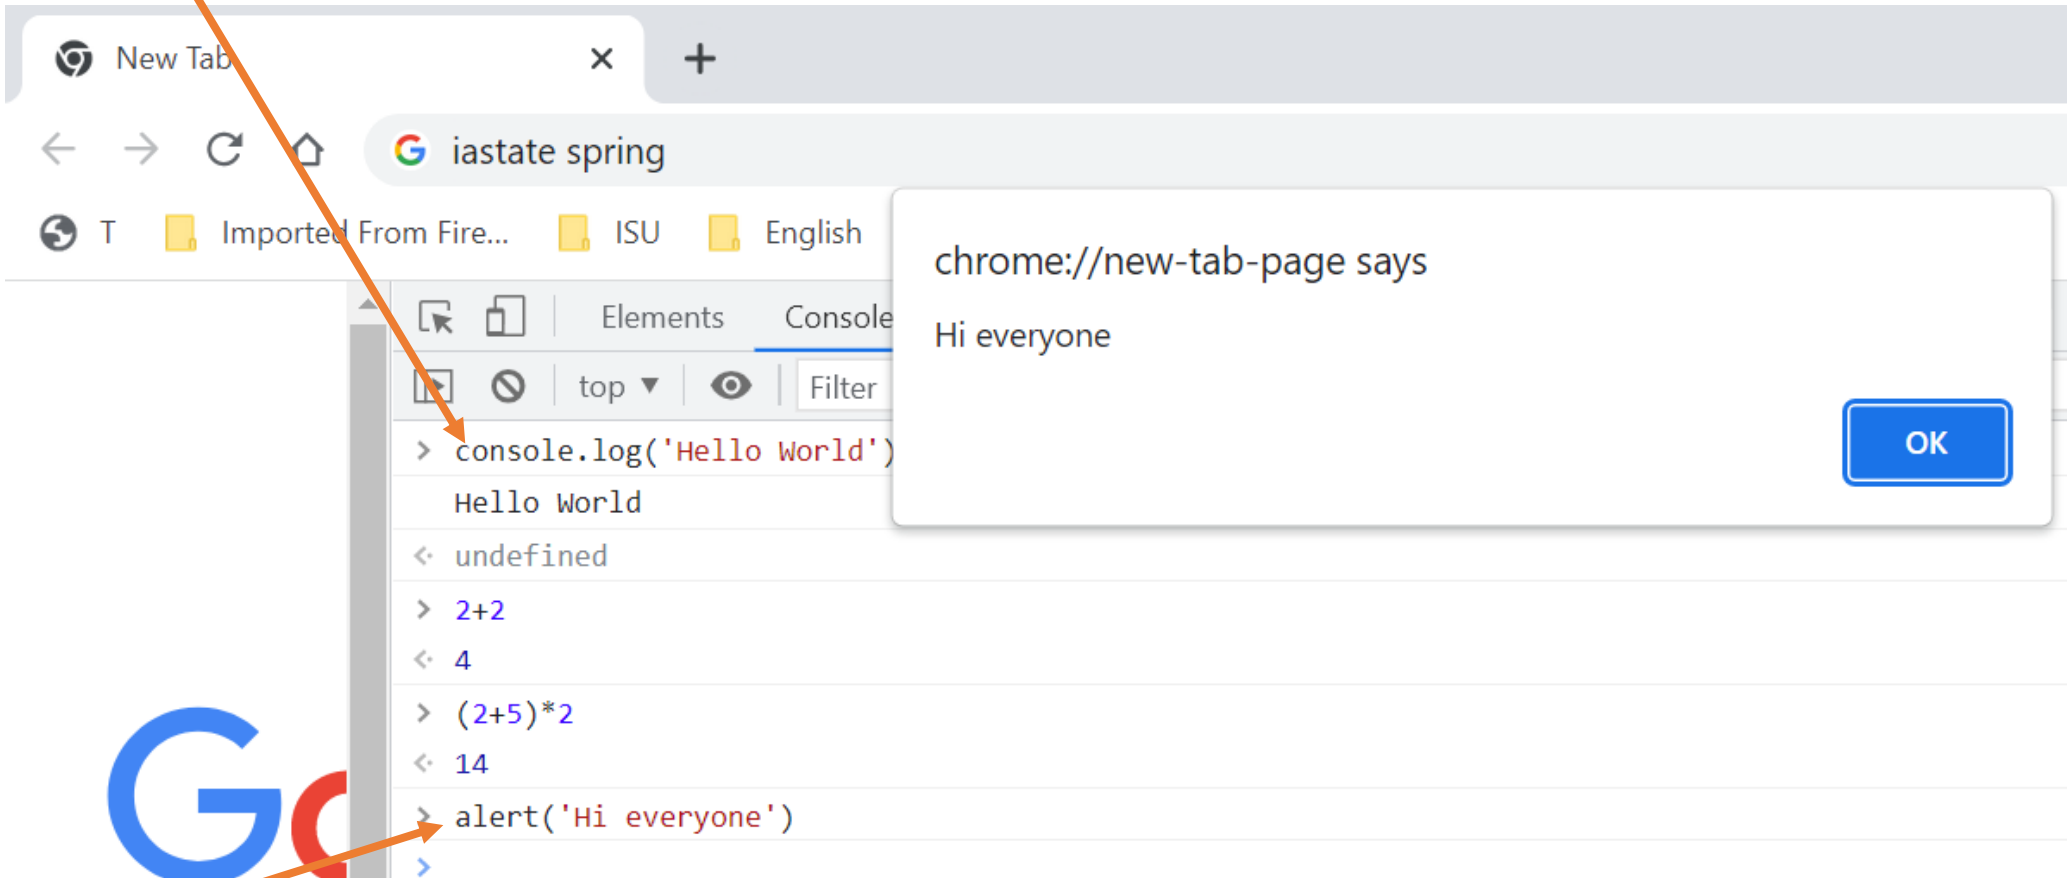 New Tab
iastate spring
T Imported From Fire... ISU English
chrome://new-tab-page says
Hi everyone
OK
Elements Console
top Filter
console.log('Hello World')
Hello World
undefined
2+2
4
(2+5)*2
14
alert('Hi everyone')
Go